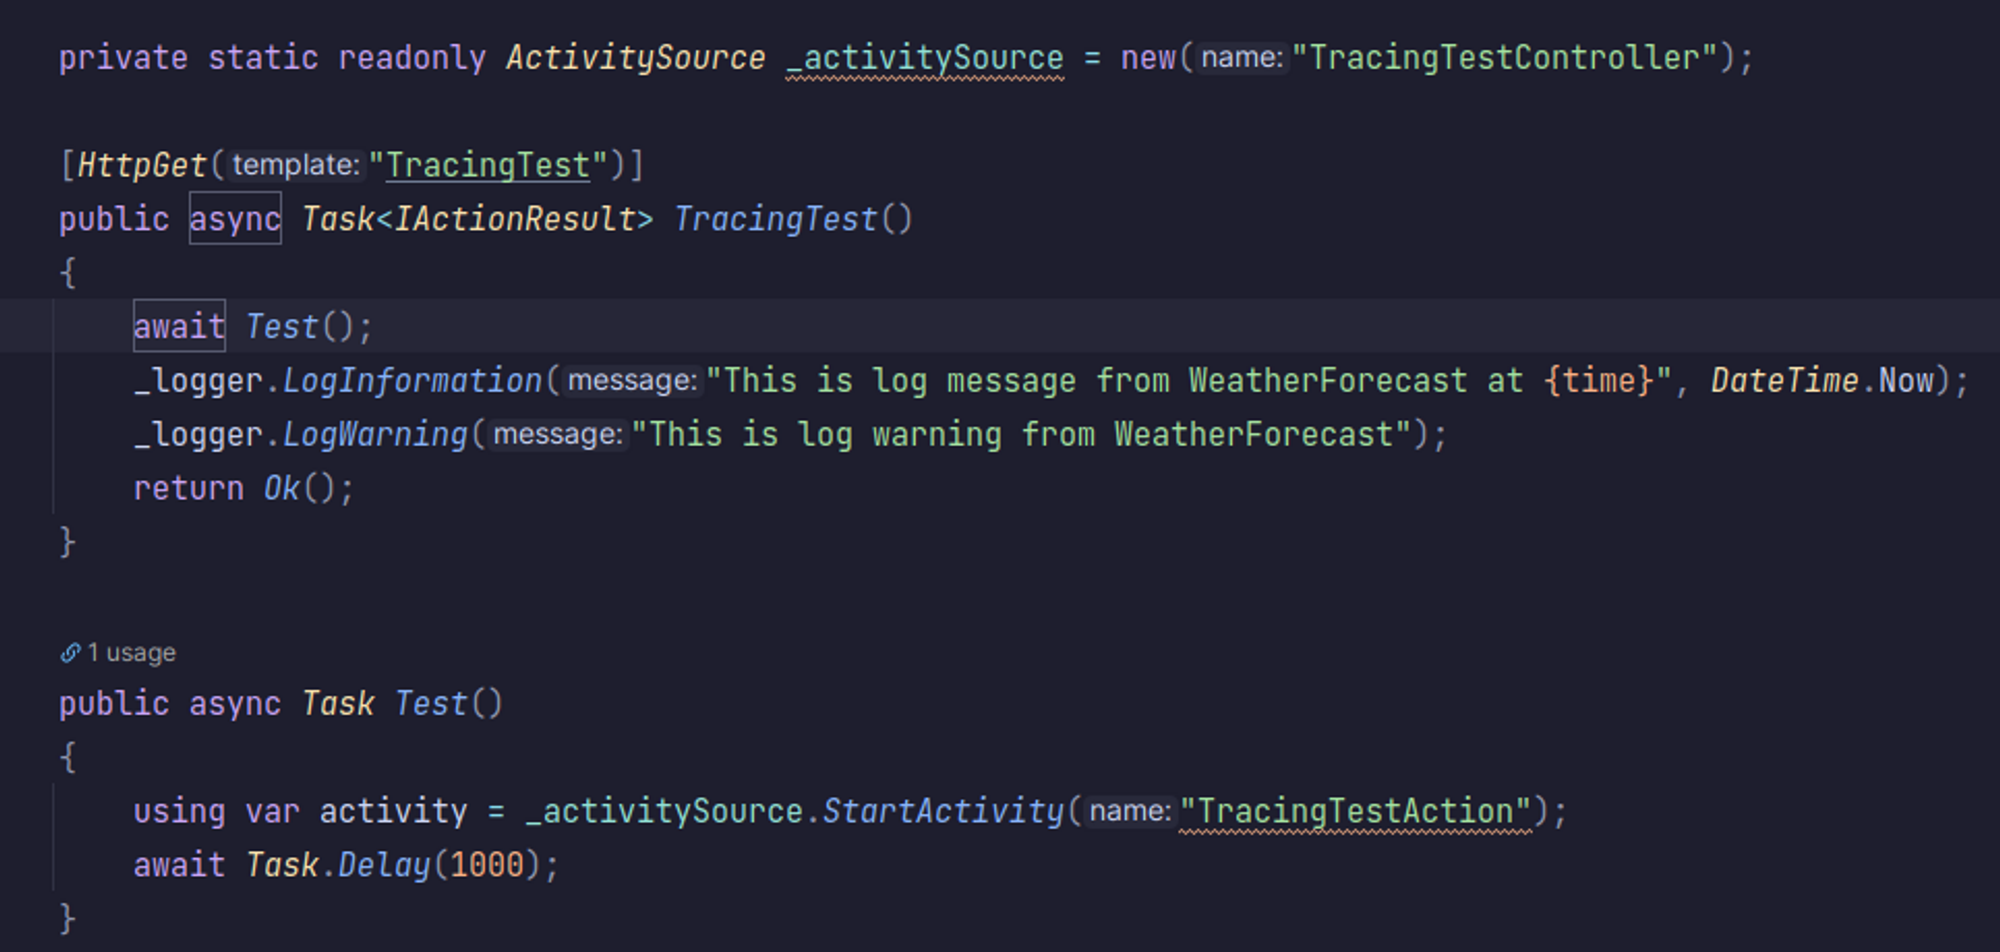 private static readonly ActivitySource _activitySource = new( name: "TracingTestController");
[HttpGet( template: "TracingTest")]
public async Task<IActionResult> TracingTest()
{
await Test();
_logger.LogInformation( message: "This is log message from WeatherForecast at {time}", DateTime.Now);
_logger.LogWarning( message: "This is log warning from WeatherForecast");
return Ok();
}
1 usage
public async Task Test()
{
using var activity = _activitySource.StartActivity( name: "TracingTestAction");
await Task.Delay(1000);
}